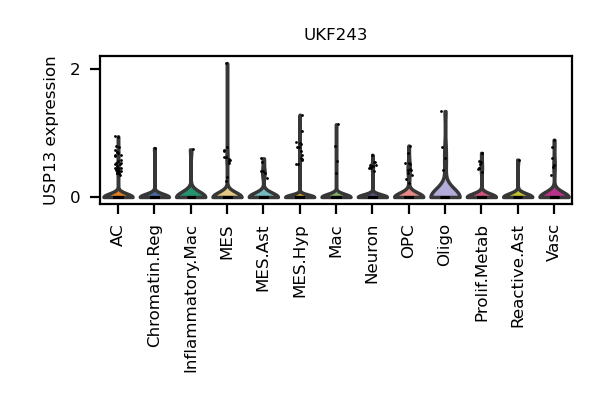 UKF243
USP13 expression
2
0
AC
Chromatin.Reg
Inflammatory.Mac
MES
MES.Ast
MES.Hyp
Mac
Neuron
OPC
Oligo
Prolif.Metab
Reactive.Ast
Vasc